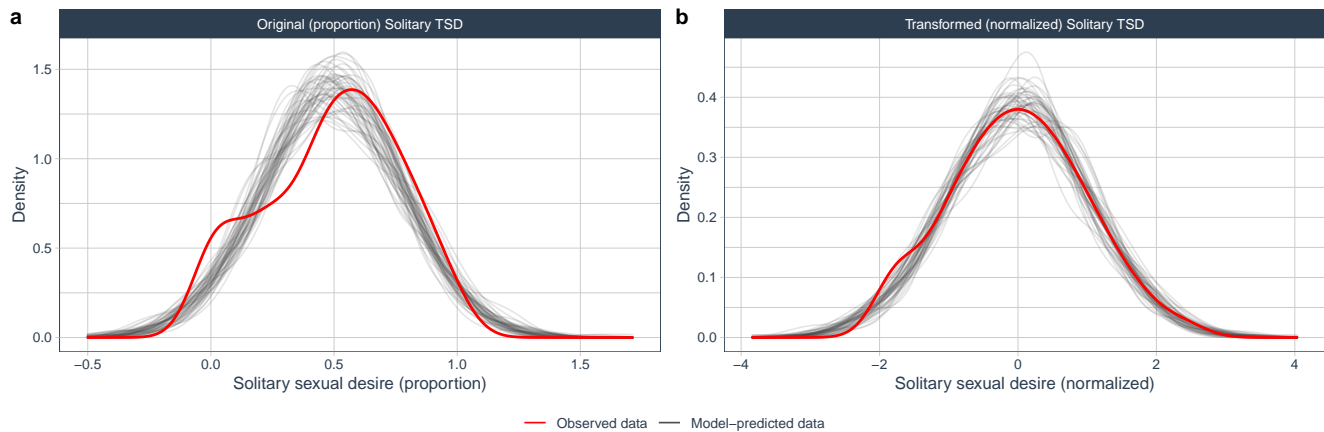 a
Original (proportion) Solitary TSD
Density
1.5
1.0
0.5
0.0
−0.5
0.0
0.5
1.0
1.5
Solitary sexual desire (proportion)
b
Transformed (normalized) Solitary TSD
Density
0.4
0.3
0.2
0.1
0.0
−4
−2
0
2
4
Solitary sexual desire (normalized)
Observed data
Model−predicted data